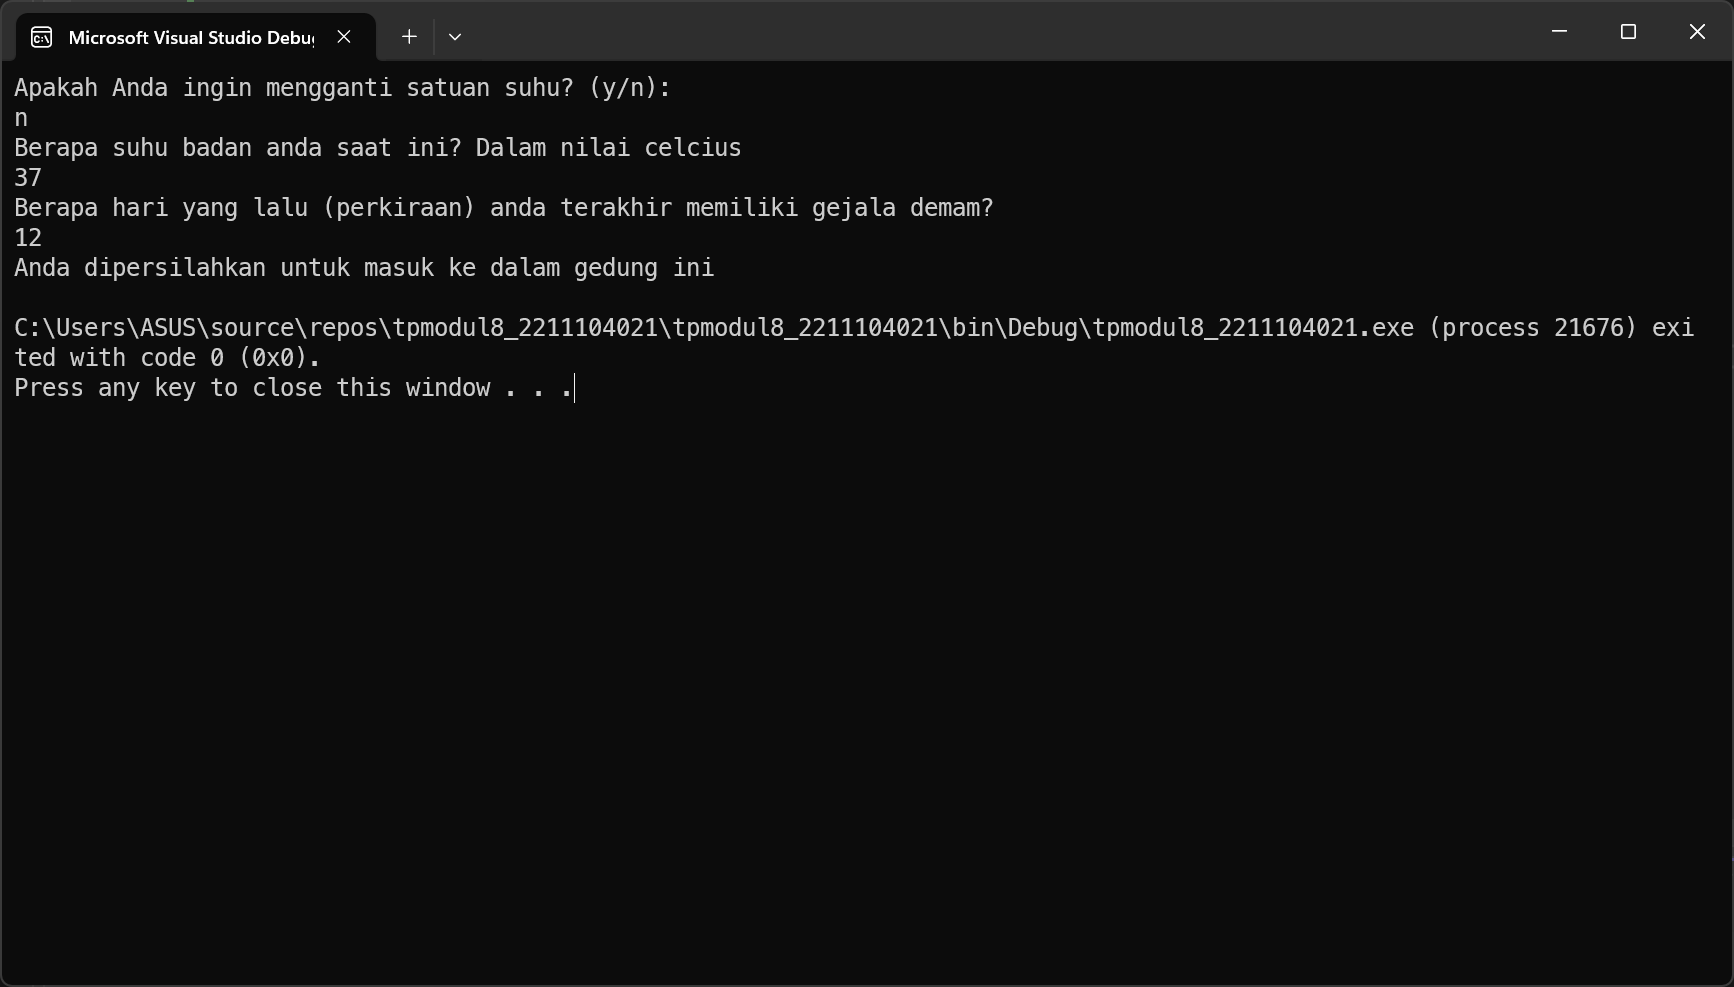 Microsoft Visual Studio Debug
Apakah Anda ingin mengganti satuan suhu? (y/n):
n
Berapa suhu badan anda saat ini? Dalam nilai celcius
37
Berapa hari yang lalu (perkiraan) anda terakhir memiliki gejala demam?
12
Anda dipersilahkan untuk masuk ke dalam gedung ini
C:\Users\ASUS\source\repos\tpmodul8_2211104021\tpmodul8_2211104021\bin\Debug\tpmodul8_2211104021.exe (process 21676) exi
ted with code 0 (0x0).
Press any key to close this window . . .